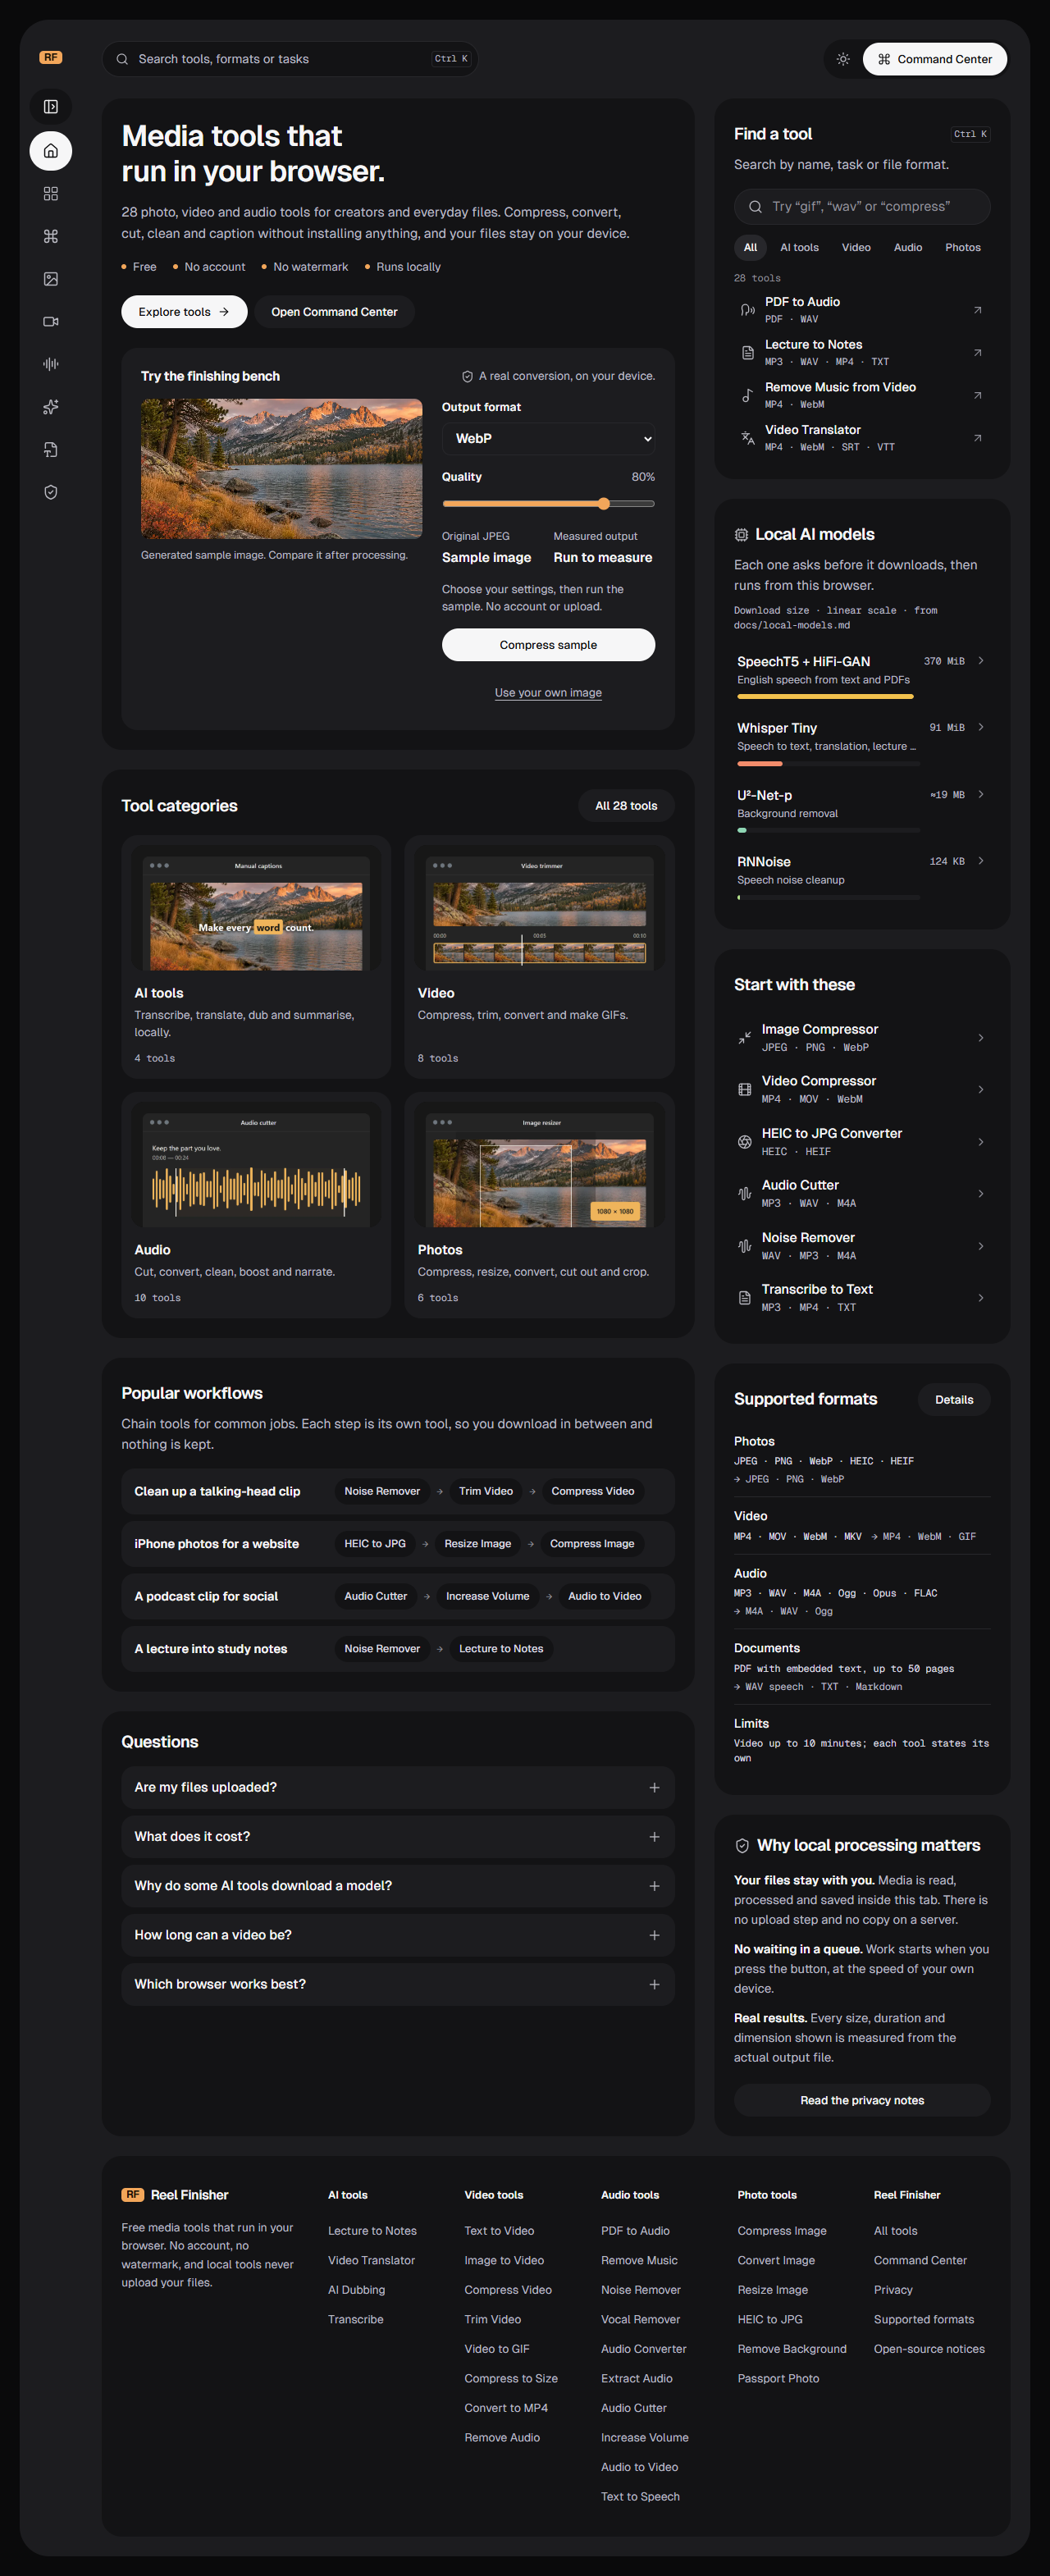 RF
Search tools, formats or tasks
Ctrl K
Command Center
Media tools that
run in your browser.
28 photo, video and audio tools for creators and everyday files. Compress, convert,
cut, clean and caption without installing anything, and your files stay on your device.
Free
No account
No watermark
Runs locally
Explore tools →
Open Command Center
Try the finishing bench
A real conversion, on your device.
Generated sample image. Compare it after processing.
Output format
WebP
Quality
80%
Original JPEG
Measured output
Sample image
Run to measure
Choose your settings, then run the
sample. No account or upload.
Compress sample
Use your own image
Find a tool
Ctrl K
Search by name, task or file format.
Try “gif”, “wav” or “compress”
All
AI tools
Video
Audio
Photos
28 tools
PDF to Audio
PDF · WAV
Lecture to Notes
MP3 · WAV · MP4 · TXT
Remove Music from Video
MP4 · WebM
Video Translator
MP4 · WebM · SRT · VTT
Local AI models
Each one asks before it downloads, then
runs from this browser.
Download size · linear scale · from
docs/local-models.md
SpeechT5 + HiFi-GAN
370 MiB
English speech from text and PDFs
Whisper Tiny
91 MiB
Speech to text, translation, lecture …
U²-Net-p
≈19 MB
Background removal
RNNoise
124 KB
Speech noise cleanup
Tool categories
All 28 tools
Manual captions
Make every word count.
AI tools
Transcribe, translate, dub and summarise,
locally.
4 tools
Video trimmer
00:00
00:05
00:10
Video
Compress, trim, convert and make GIFs.
8 tools
Audio cutter
Keep the part you love.
00:08 — 00:24
Audio
Cut, convert, clean, boost and narrate.
10 tools
Image resizer
1080 × 1080
Photos
Compress, resize, convert, cut out and crop.
6 tools
Start with these
Image Compressor
JPEG · PNG · WebP
Video Compressor
MP4 · MOV · WebM
HEIC to JPG Converter
HEIC · HEIF
Audio Cutter
MP3 · WAV · M4A
Noise Remover
WAV · MP3 · M4A
Transcribe to Text
MP3 · MP4 · TXT
Popular workflows
Chain tools for common jobs. Each step is its own tool, so you download in between and
nothing is kept.
Clean up a talking-head clip
Noise Remover → Trim Video → Compress Video
iPhone photos for a website
HEIC to JPG → Resize Image → Compress Image
A podcast clip for social
Audio Cutter → Increase Volume → Audio to Video
A lecture into study notes
Noise Remover → Lecture to Notes
Supported formats
Details
Photos
JPEG · PNG · WebP · HEIC · HEIF
→ JPEG · PNG · WebP
Video
MP4 · MOV · WebM · MKV → MP4 · WebM · GIF
Audio
MP3 · WAV · M4A · Ogg · Opus · FLAC
→ M4A · WAV · Ogg
Documents
PDF with embedded text, up to 50 pages
→ WAV speech · TXT · Markdown
Limits
Video up to 10 minutes; each tool states its
own
Questions
Are my files uploaded?
What does it cost?
Why do some AI tools download a model?
How long can a video be?
Which browser works best?
Why local processing matters
Your files stay with you. Media is read,
processed and saved inside this tab. There is
no upload step and no copy on a server.
No waiting in a queue. Work starts when you
press the button, at the speed of your own
device.
Real results. Every size, duration and
dimension shown is measured from the
actual output file.
Read the privacy notes
RF Reel Finisher
Free media tools that run in your
browser. No account, no
watermark, and local tools never
upload your files.
AI tools
Lecture to Notes
Video Translator
AI Dubbing
Transcribe
Video tools
Text to Video
Image to Video
Compress Video
Trim Video
Video to GIF
Compress to Size
Convert to MP4
Remove Audio
Audio tools
PDF to Audio
Remove Music
Noise Remover
Vocal Remover
Audio Converter
Extract Audio
Audio Cutter
Increase Volume
Audio to Video
Text to Speech
Photo tools
Compress Image
Convert Image
Resize Image
HEIC to JPG
Remove Background
Passport Photo
Reel Finisher
All tools
Command Center
Privacy
Supported formats
Open-source notices